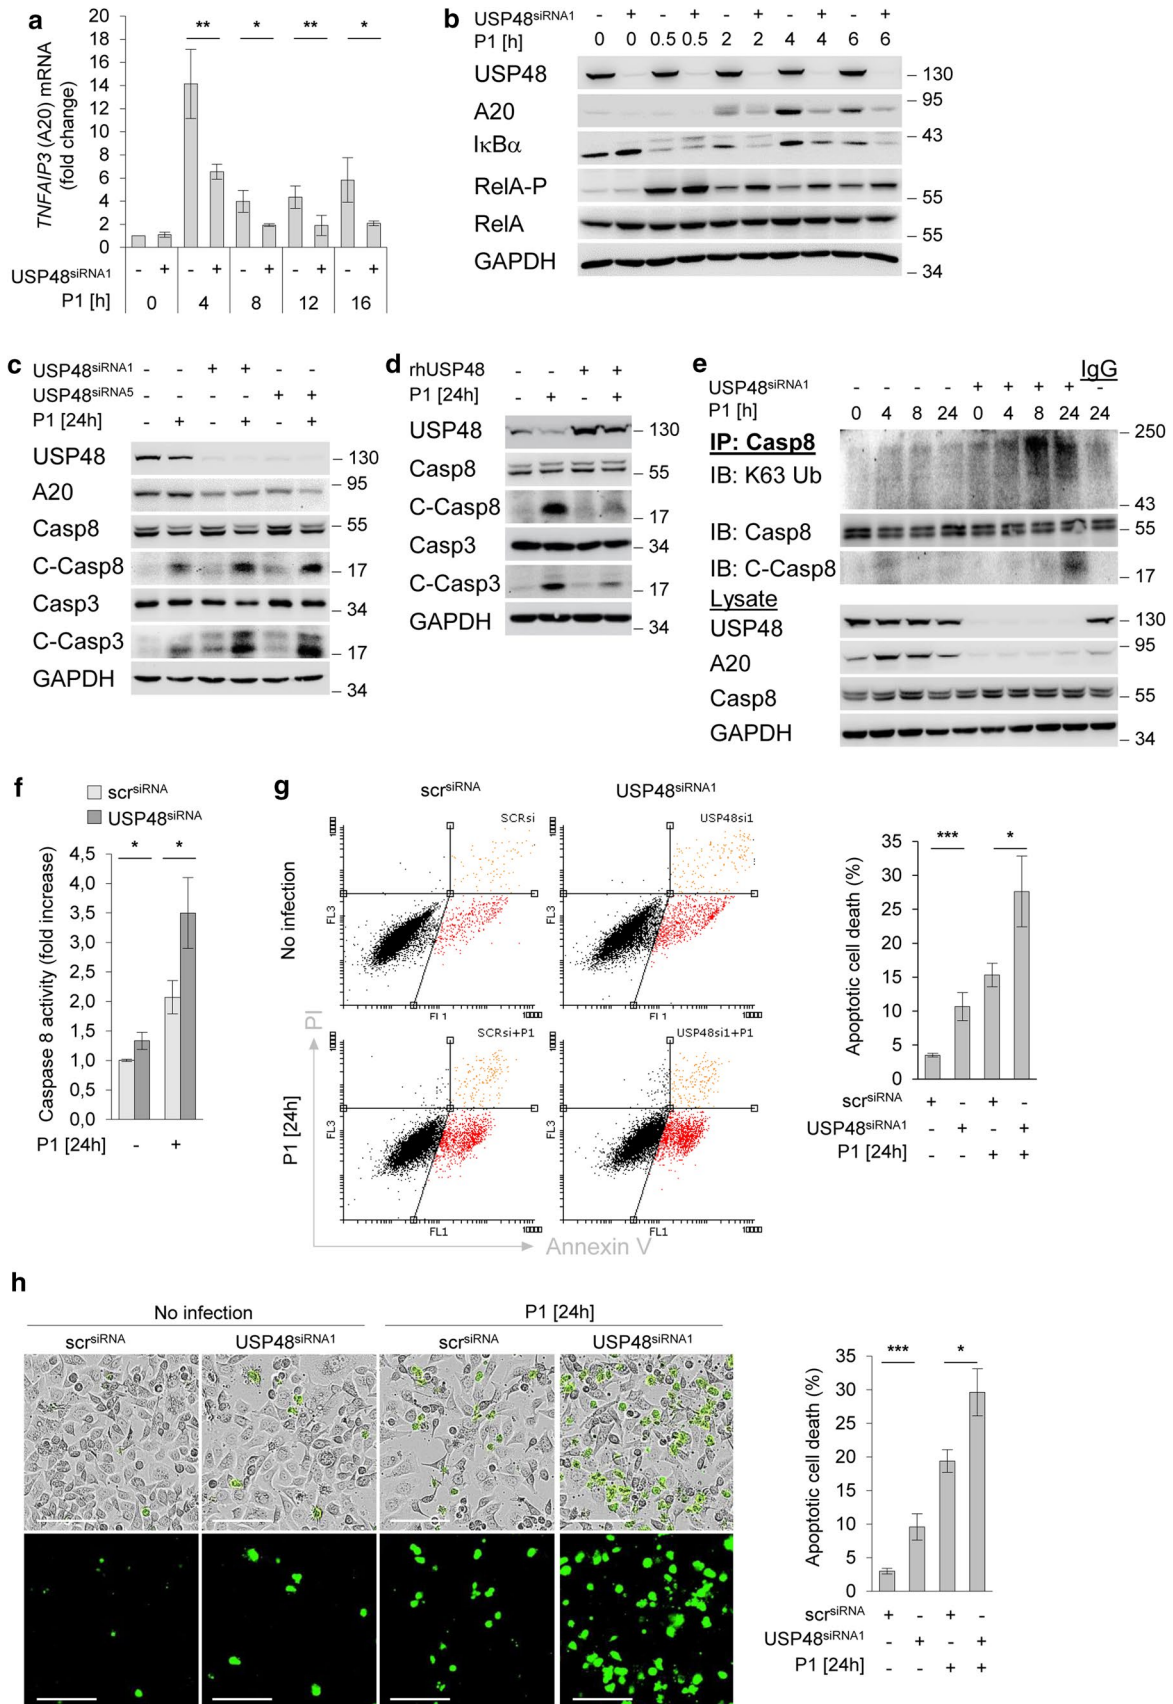 a
TNFAIP3 (A20) mRNA
(fold change)
20
18
16
14
12
10
8
6
4
2
0
** * ** *
USP48siRNA1 - + - + - + - + - +
P1 [h] 0 4 8 12 16
b
USP48siRNA1 - + - + - + - + - +
P1 [h] 0 0 0.5 0.5 2 2 4 4 6 6
USP48 – 130
A20 – 95
IκBα – 43
RelA-P – 55
RelA – 55
GAPDH – 34
c
USP48siRNA1 - - + + - -
USP48siRNA5 - - - - + +
P1 [24h] - + - + - +
USP48 – 130
A20 – 95
Casp8 – 55
C-Casp8 – 17
Casp3 – 34
C-Casp3 – 17
GAPDH – 34
d
rhUSP48 - - + +
P1 [24h] - + - +
USP48 – 130
Casp8 – 55
C-Casp8 – 17
Casp3 – 34
C-Casp3 – 17
GAPDH – 34
e
IgG
USP48siRNA1 - - - - + + + + -
P1 [h] 0 4 8 24 0 4 8 24 24
IP: Casp8 – 250
IB: K63 Ub – 43
IB: Casp8 – 55
IB: C-Casp8 – 17
Lysate
USP48 – 130
A20 – 95
Casp8 – 55
GAPDH – 34
f
scrsiRNA
USP48siRNA
Caspase 8 activity (fold increase)
4,5
4,0
3,5
3,0
2,5
2,0
1,5
1,0
0,5
0,0
* *
P1 [24h] - +
g
scrsiRNA USP48siRNA1
No infection
P1 [24h]
SCRsi
USP48si1
FL3 FL3
FL1 FL1
SCRsi+P1
USP48si1+P1
FL3 FL3
FL1 FL1
PI
Annexin V
Apoptotic cell death (%)
35
30
25
20
15
10
5
0
*** *
scrsiRNA + - + -
USP48siRNA1 - + - +
P1 [24h] - - + +
h
No infection P1 [24h]
scrsiRNA USP48siRNA1 scrsiRNA USP48siRNA1
Apoptotic cell death (%)
35
30
25
20
15
10
5
0
*** *
scrsiRNA + - + -
USP48siRNA1 - + - +
P1 [24h] - - + +